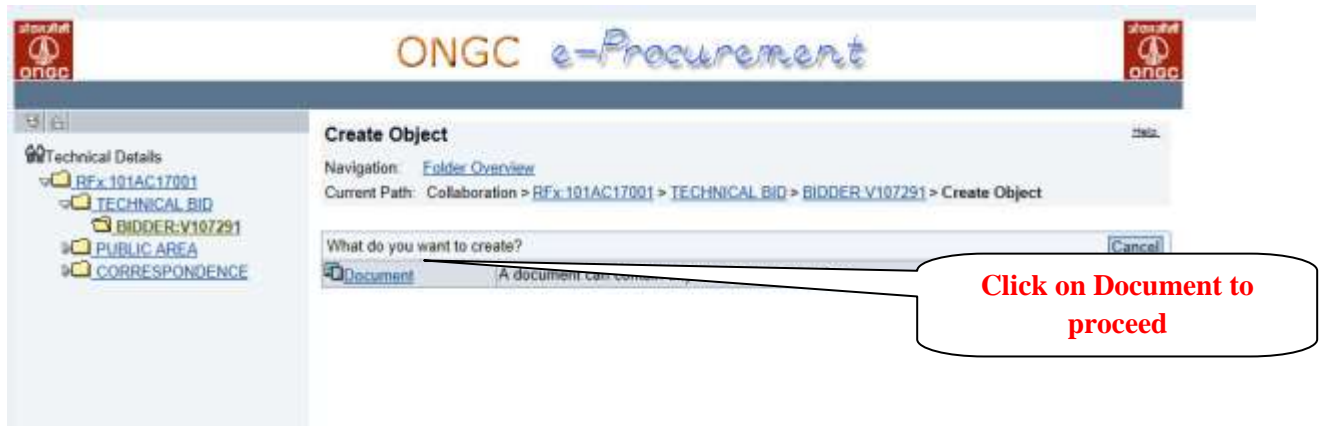 ओएनजीसी
ongc
ONGC e-Procurement
ओएनजीसी
ongc
Technical Details
RFx:101AC17001
TECHNICAL BID
BIDDER:V107291
PUBLIC AREA
CORRESPONDENCE
Create Object
Help
Navigation: Folder Overview
Current Path: Collaboration > RFx:101AC17001 > TECHNICAL BID > BIDDER:V107291 > Create Object
What do you want to create?
Cancel
Document
A document can
Click on Document to
proceed